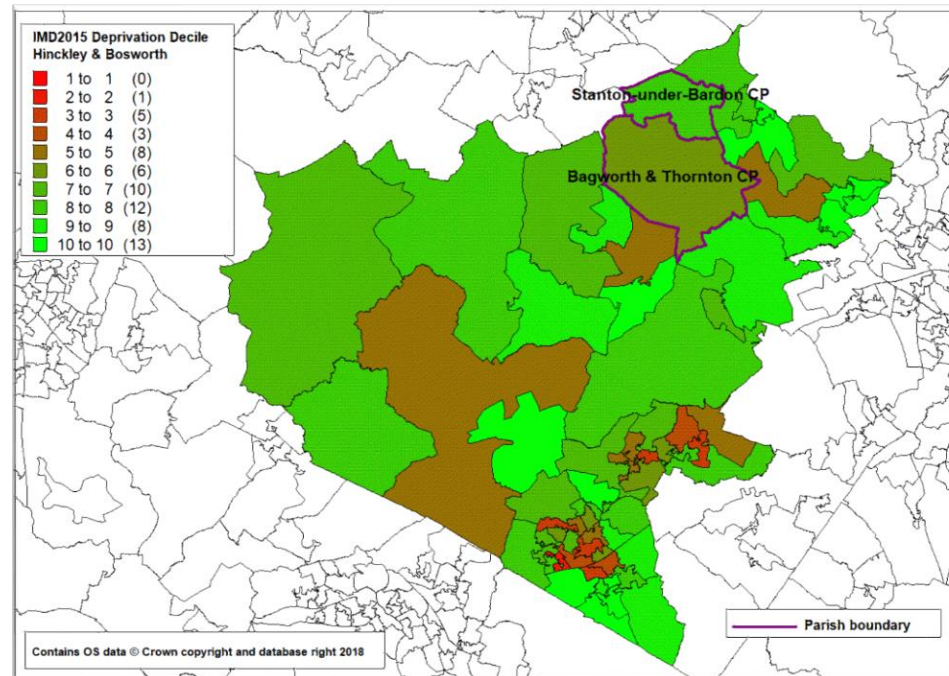 IMD2015 Deprivation Decile
Hinckley & Bosworth
1 to 1 (0)
2 to 2 (1)
3 to 3 (5)
4 to 4 (3)
5 to 5 (8)
6 to 6 (6)
7 to 7 (10)
8 to 8 (12)
9 to 9 (8)
10 to 10 (13)
Stanton-under-Bardon CP
Bagworth & Thornton CP
Parish boundary
Contains OS data © Crown copyright and database right 2018